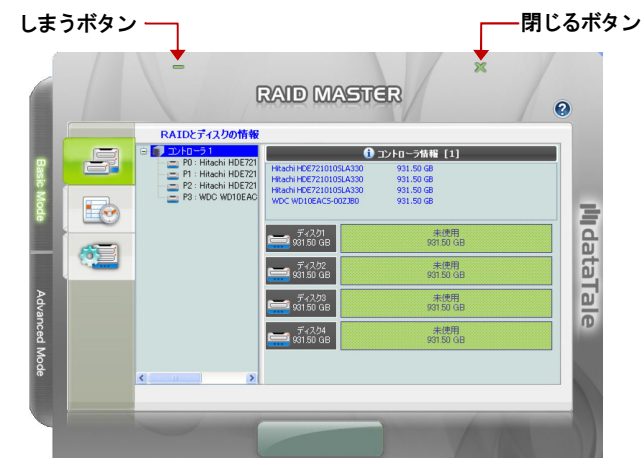 しまうボタン
閉じるボタン
RAID MASTER
?
RAIDとディスクの情報
コントローラ1
P0 : Hitachi HDE721
P1 : Hitachi HDE721
P2 : Hitachi HDE721
P3 : WDC WD10EAC
コントローラ情報 [1]
Hitachi HDE721010SLA330 931.50 GB
Hitachi HDE721010SLA330 931.50 GB
Hitachi HDE721010SLA330 931.50 GB
WDC WD10EACS-00ZJB0 931.50 GB
ディスク1
931.50 GB
未使用
931.50 GB
ディスク2
931.50 GB
未使用
931.50 GB
ディスク3
931.50 GB
未使用
931.50 GB
ディスク4
931.50 GB
未使用
931.50 GB
Basic Mode
Advanced Mode
dataTale